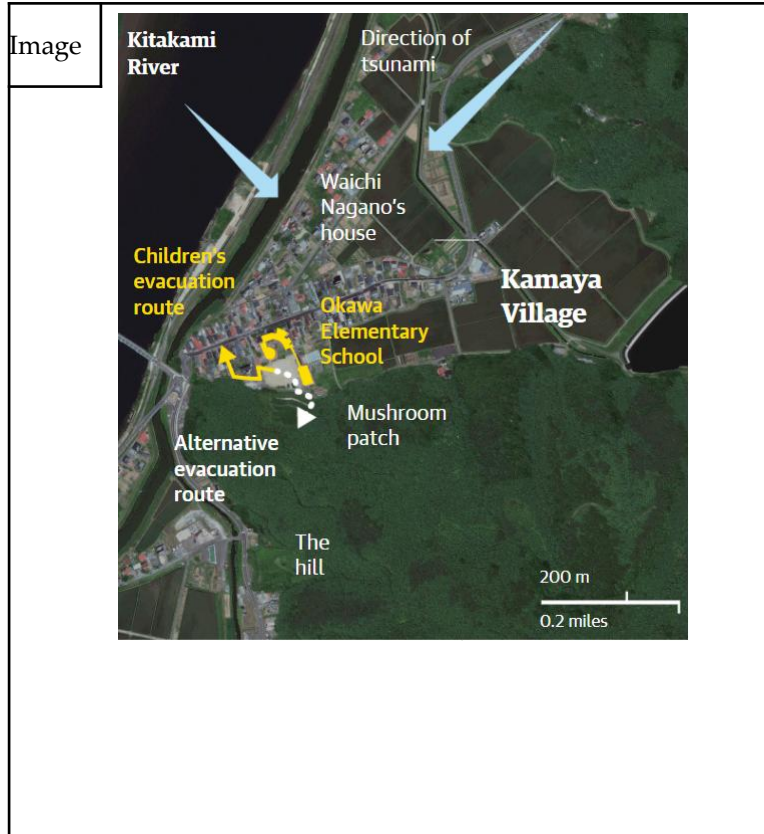 Image
Kitakami
River
Direction of
tsunami
Waichi
Nagano's
house
Children's
evacuation
route
Okawa
Elementary
School
Kamaya
Village
Mushroom
patch
Alternative
evacuation
route
The
hill
200 m
0.2 miles